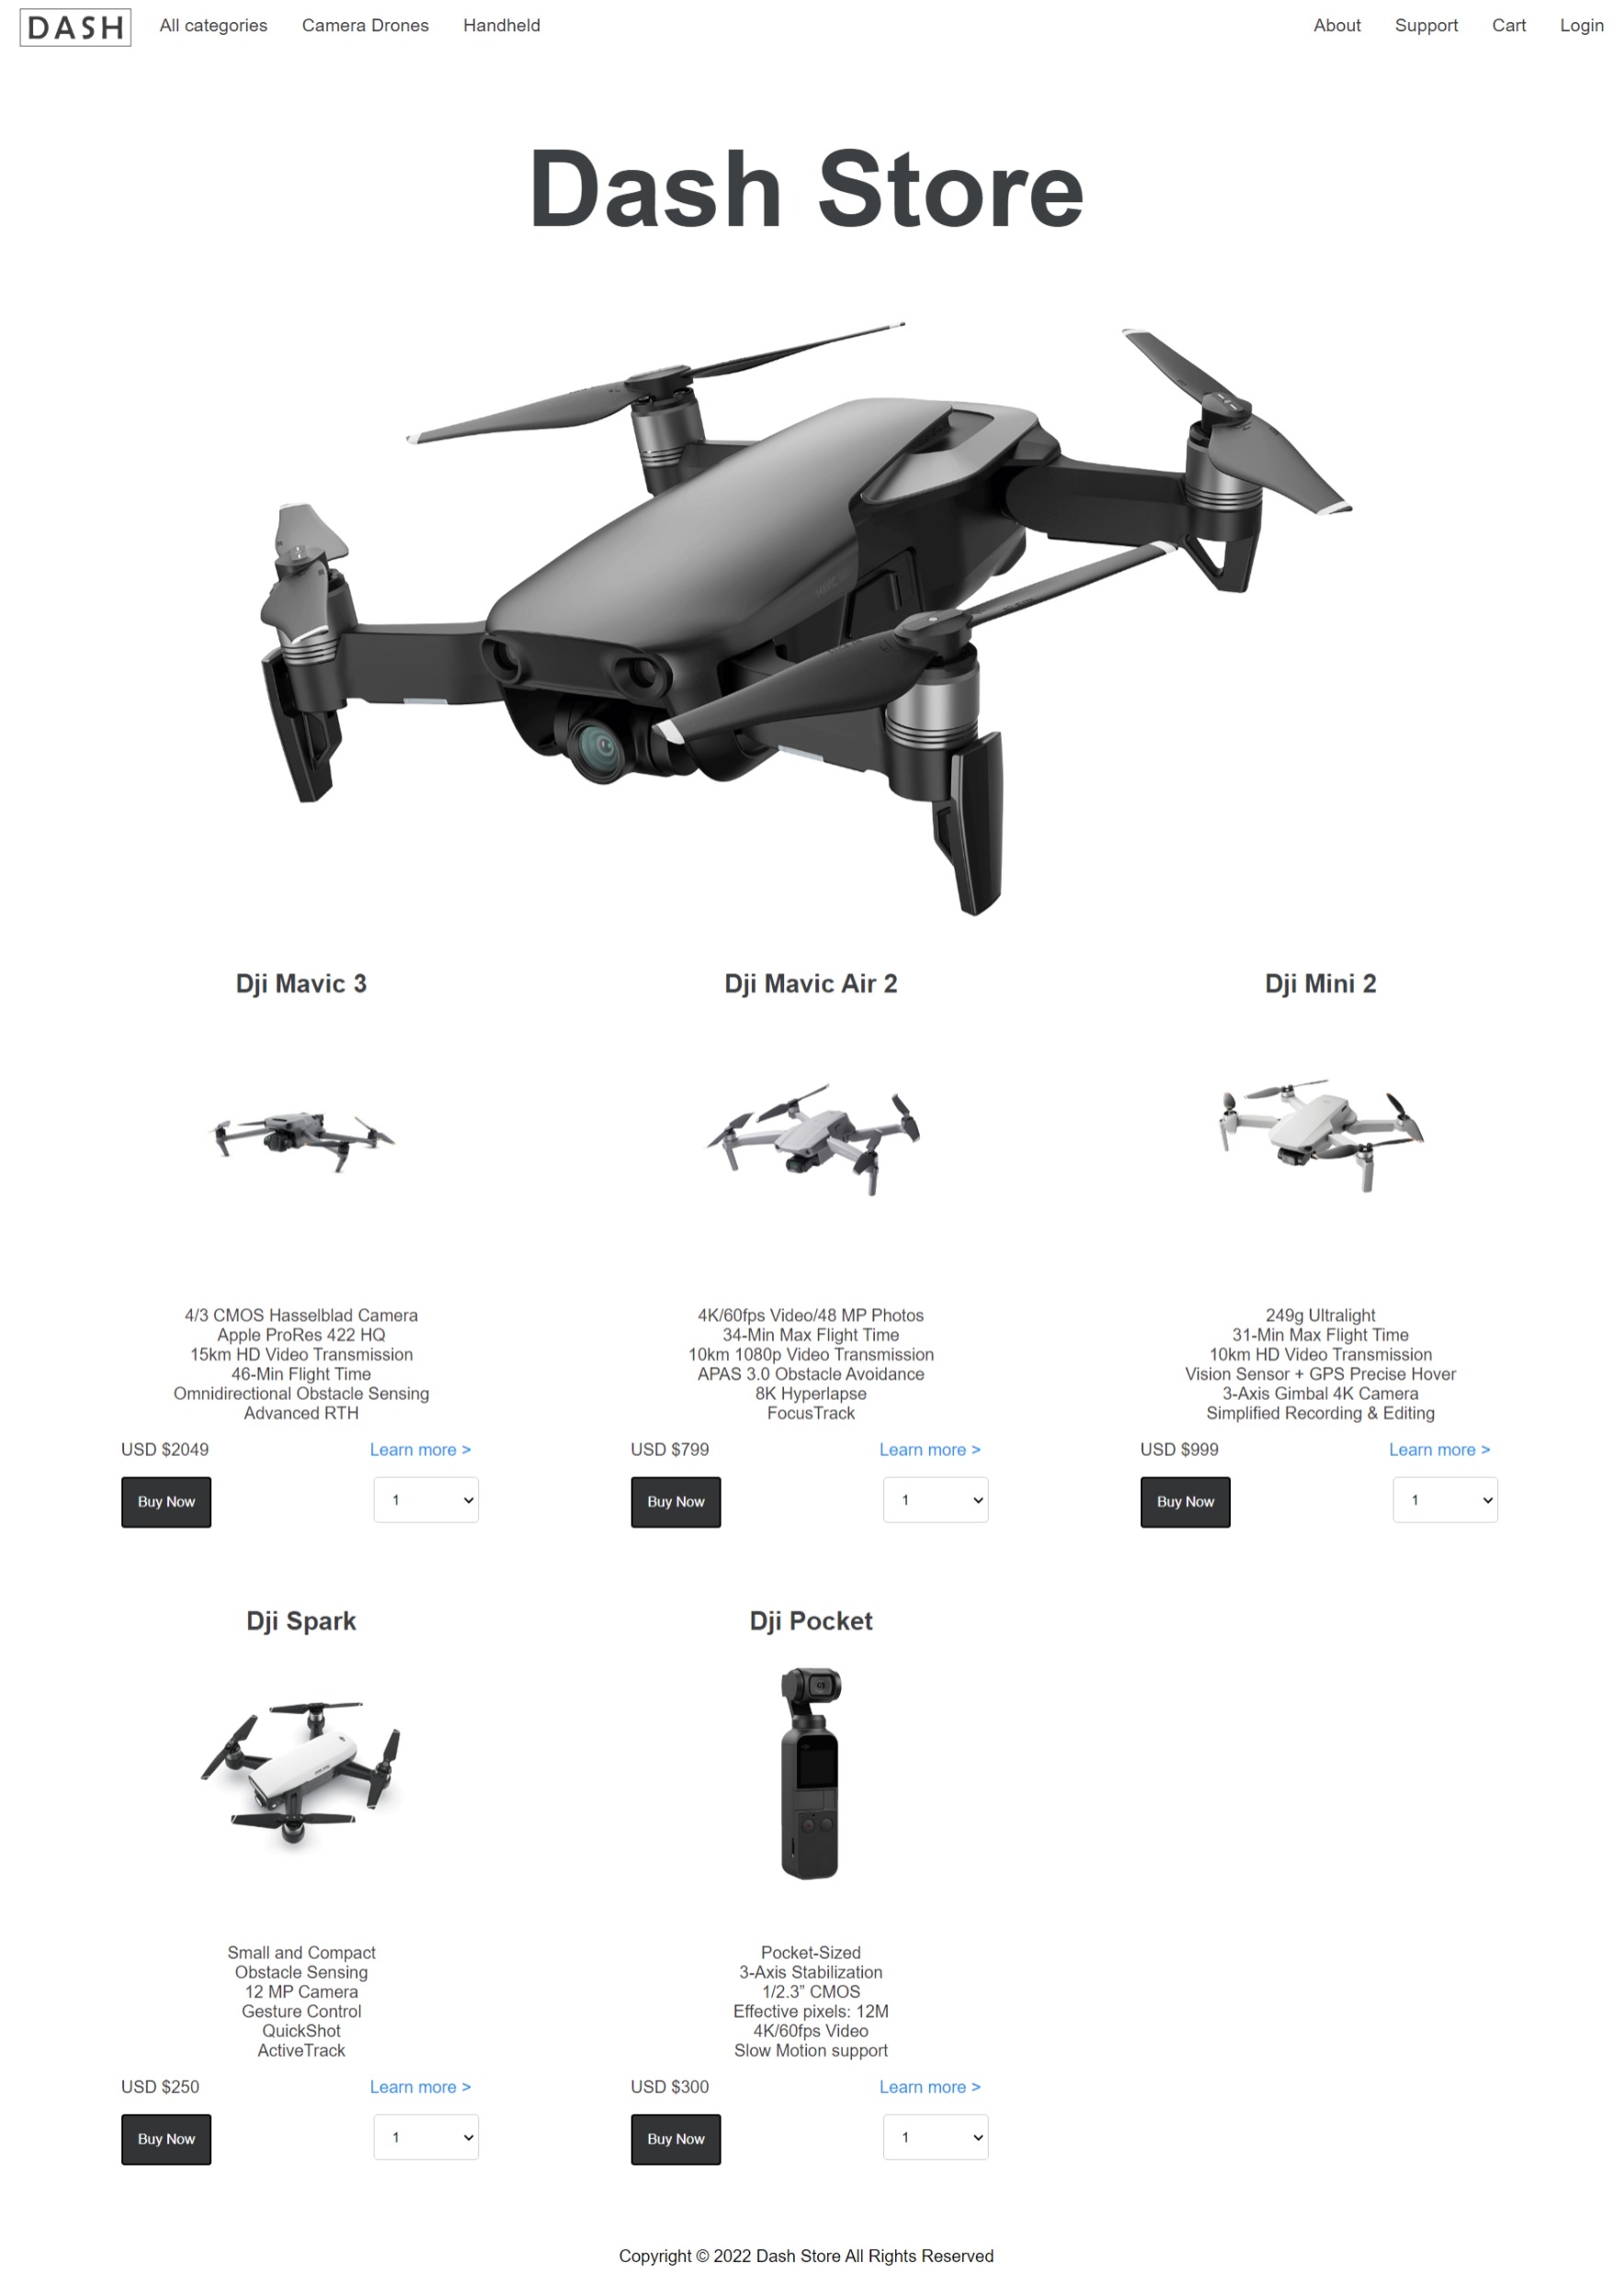 DASH All categories Camera Drones Handheld About Support Cart Login
Dash Store
Dji Mavic 3
4/3 CMOS Hasselblad Camera
Apple ProRes 422 HQ
15km HD Video Transmission
46-Min Flight Time
Omnidirectional Obstacle Sensing
Advanced RTH
USD $2049 Learn more >
Buy Now 1
Dji Mavic Air 2
4K/60fps Video/48 MP Photos
34-Min Max Flight Time
10km 1080p Video Transmission
APAS 3.0 Obstacle Avoidance
8K Hyperlapse
FocusTrack
USD $799 Learn more >
Buy Now 1
Dji Mini 2
249g Ultralight
31-Min Max Flight Time
10km HD Video Transmission
Vision Sensor + GPS Precise Hover
3-Axis Gimbal 4K Camera
Simplified Recording & Editing
USD $999 Learn more >
Buy Now 1
Dji Spark
Small and Compact
Obstacle Sensing
12 MP Camera
Gesture Control
QuickShot
ActiveTrack
USD $250 Learn more >
Buy Now 1
Dji Pocket
Pocket-Sized
3-Axis Stabilization
1/2.3” CMOS
Effective pixels: 12M
4K/60fps Video
Slow Motion support
USD $300 Learn more >
Buy Now 1
Copyright © 2022 Dash Store All Rights Reserved